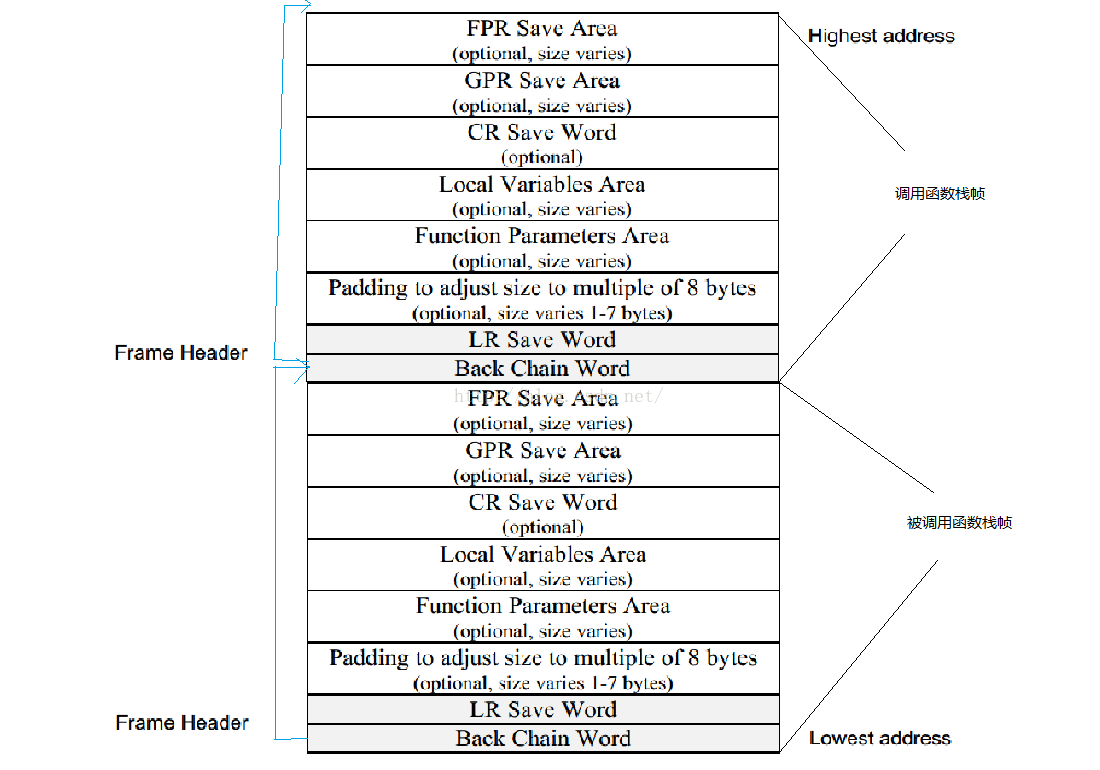 FPR Save Area
(optional, size varies)
Highest address
GPR Save Area
(optional, size varies)
CR Save Word
(optional)
Local Variables Area
(optional, size varies)
调用函数栈帧
Function Parameters Area
(optional, size varies)
Padding to adjust size to multiple of 8 bytes
(optional, size varies 1-7 bytes)
LR Save Word
Frame Header
Back Chain Word
FPR Save Area
(optional, size varies)
GPR Save Area
(optional, size varies)
CR Save Word
(optional)
被调用函数栈帧
Local Variables Area
(optional, size varies)
Function Parameters Area
(optional, size varies)
Padding to adjust size to multiple of 8 bytes
(optional, size varies 1-7 bytes)
LR Save Word
Frame Header
Back Chain Word
Lowest address